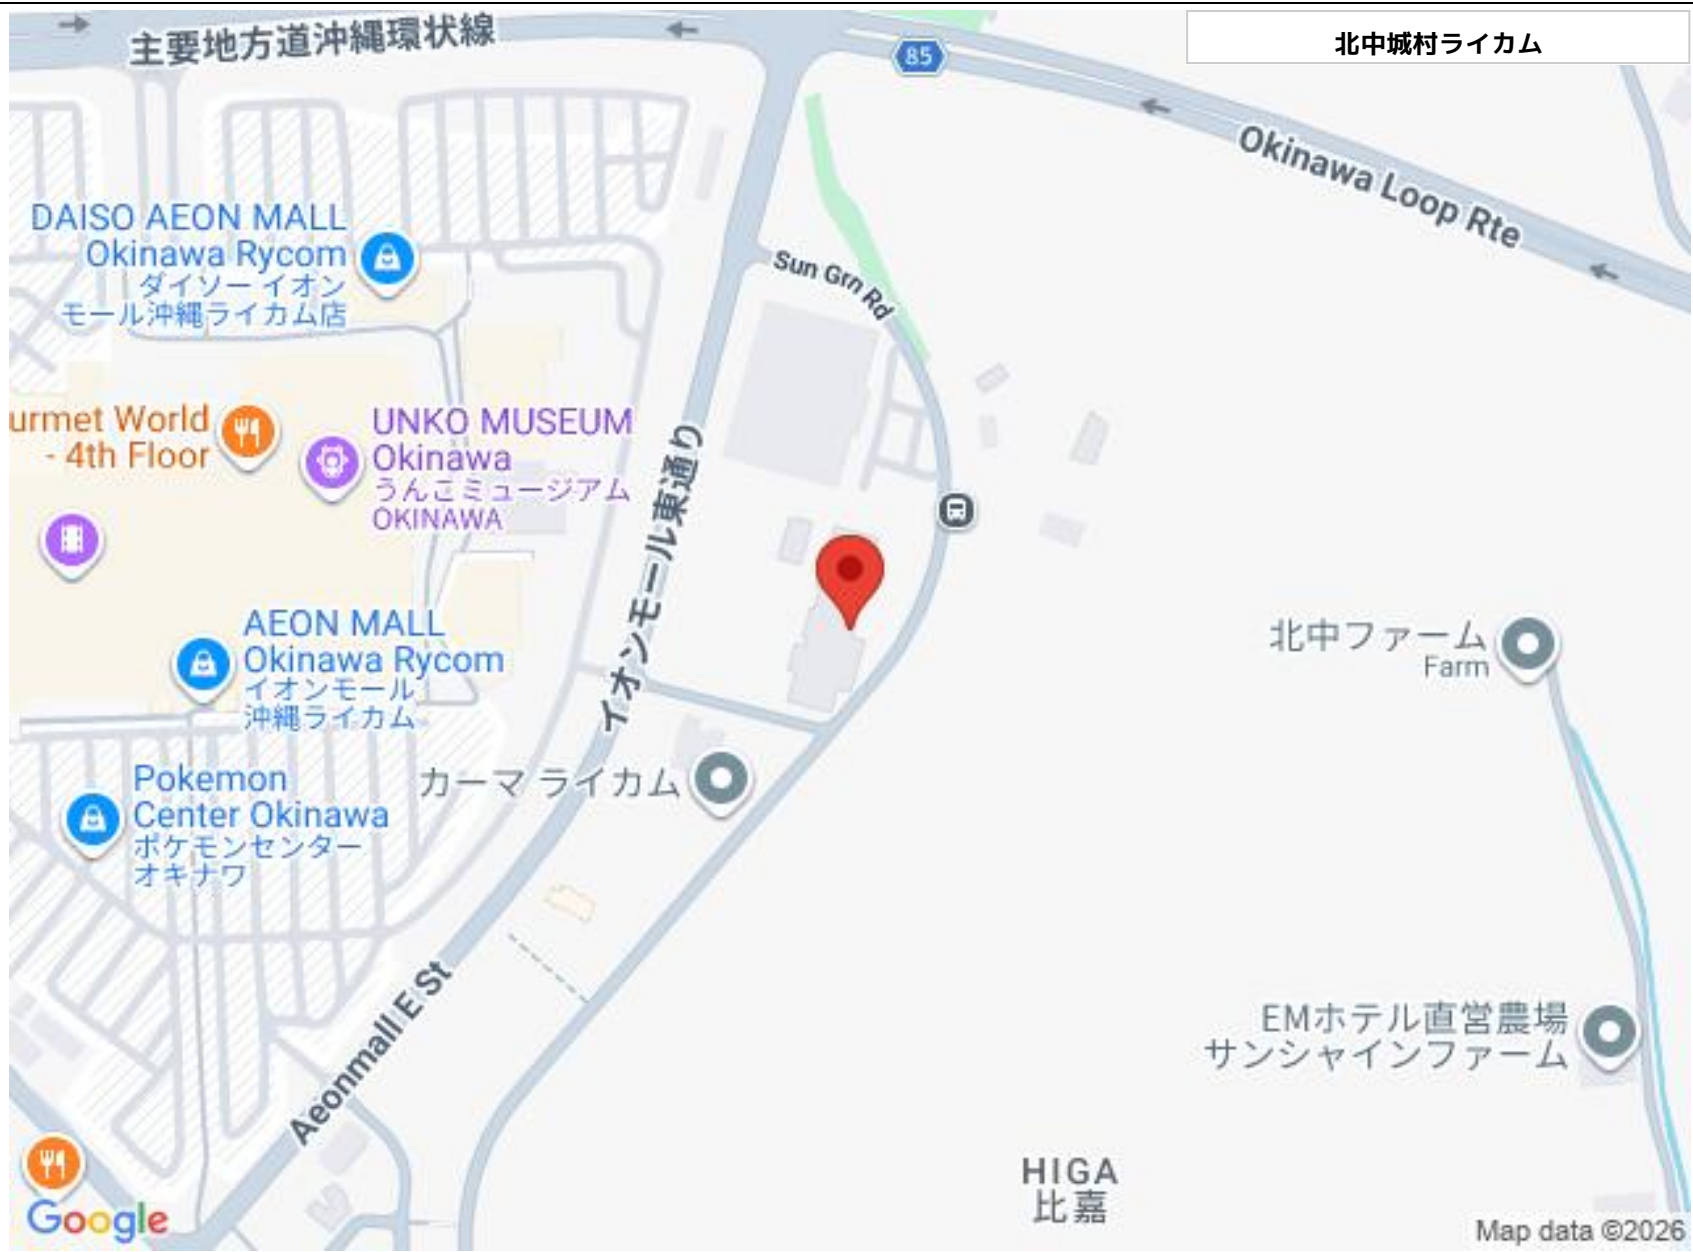 主要地方道沖縄環状線
85
北中城村ライカム
Okinawa Loop Rte
DAISO AEON MALL
Okinawa Rycom
ダイソー イオン
モール沖縄ライカム店
Sun Grn Rd
urmet World
- 4th Floor
UNKO MUSEUM
Okinawa
うんこミュージアム
OKINAWA
イオンモール東通り
AEON MALL
Okinawa Rycom
イオンモール
沖縄ライカム
北中ファーム
Farm
Pokemon
Center Okinawa
ポケモンセンター
オキナワ
カーマ ライカム
Aeonmall E St
EMホテル直営農場
サンシャインファーム
HIGA
比嘉
Google
Map data ©2026